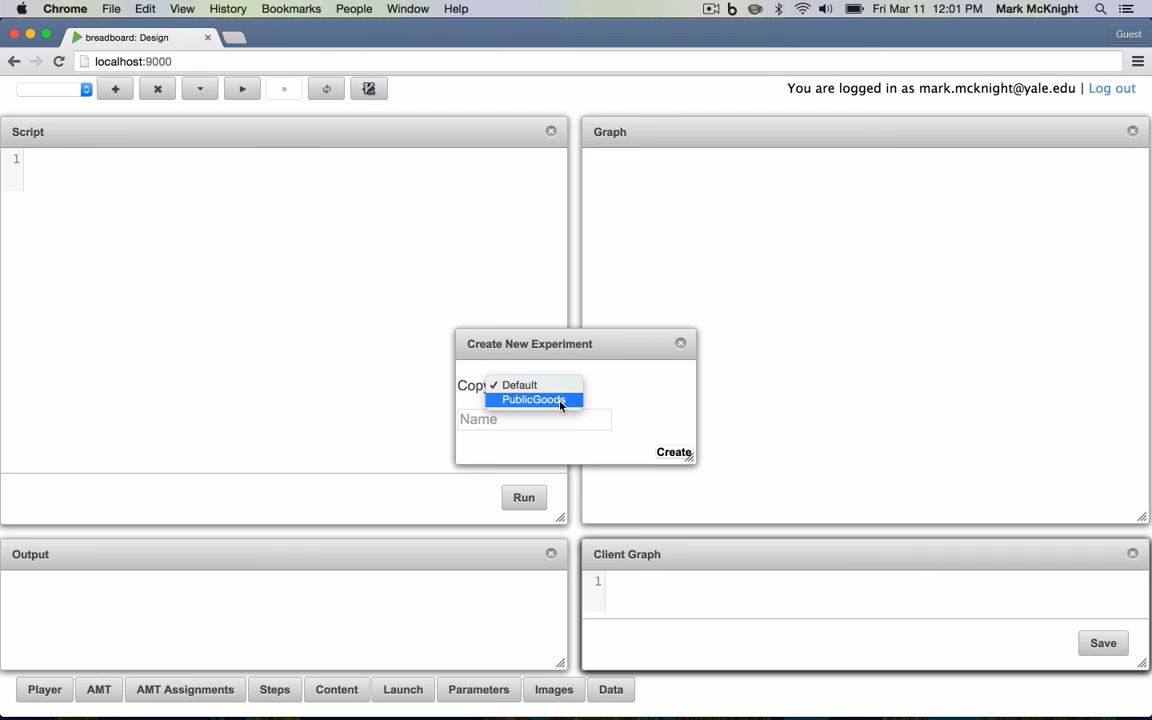 Chrome File Edit View History Bookmarks People Window Help Fri Mar 11 12:01 PM Mark McKnight
breadboard: Design Guest
localhost:9000
You are logged in as mark.mcknight@yale.edu | Log out
Script Graph
1
Create New Experiment
Copy ✓ Default
PublicGoods
Name
Create
Run
Output Client Graph
1
Save
Player AMT AMT Assignments Steps Content Launch Parameters Images Data